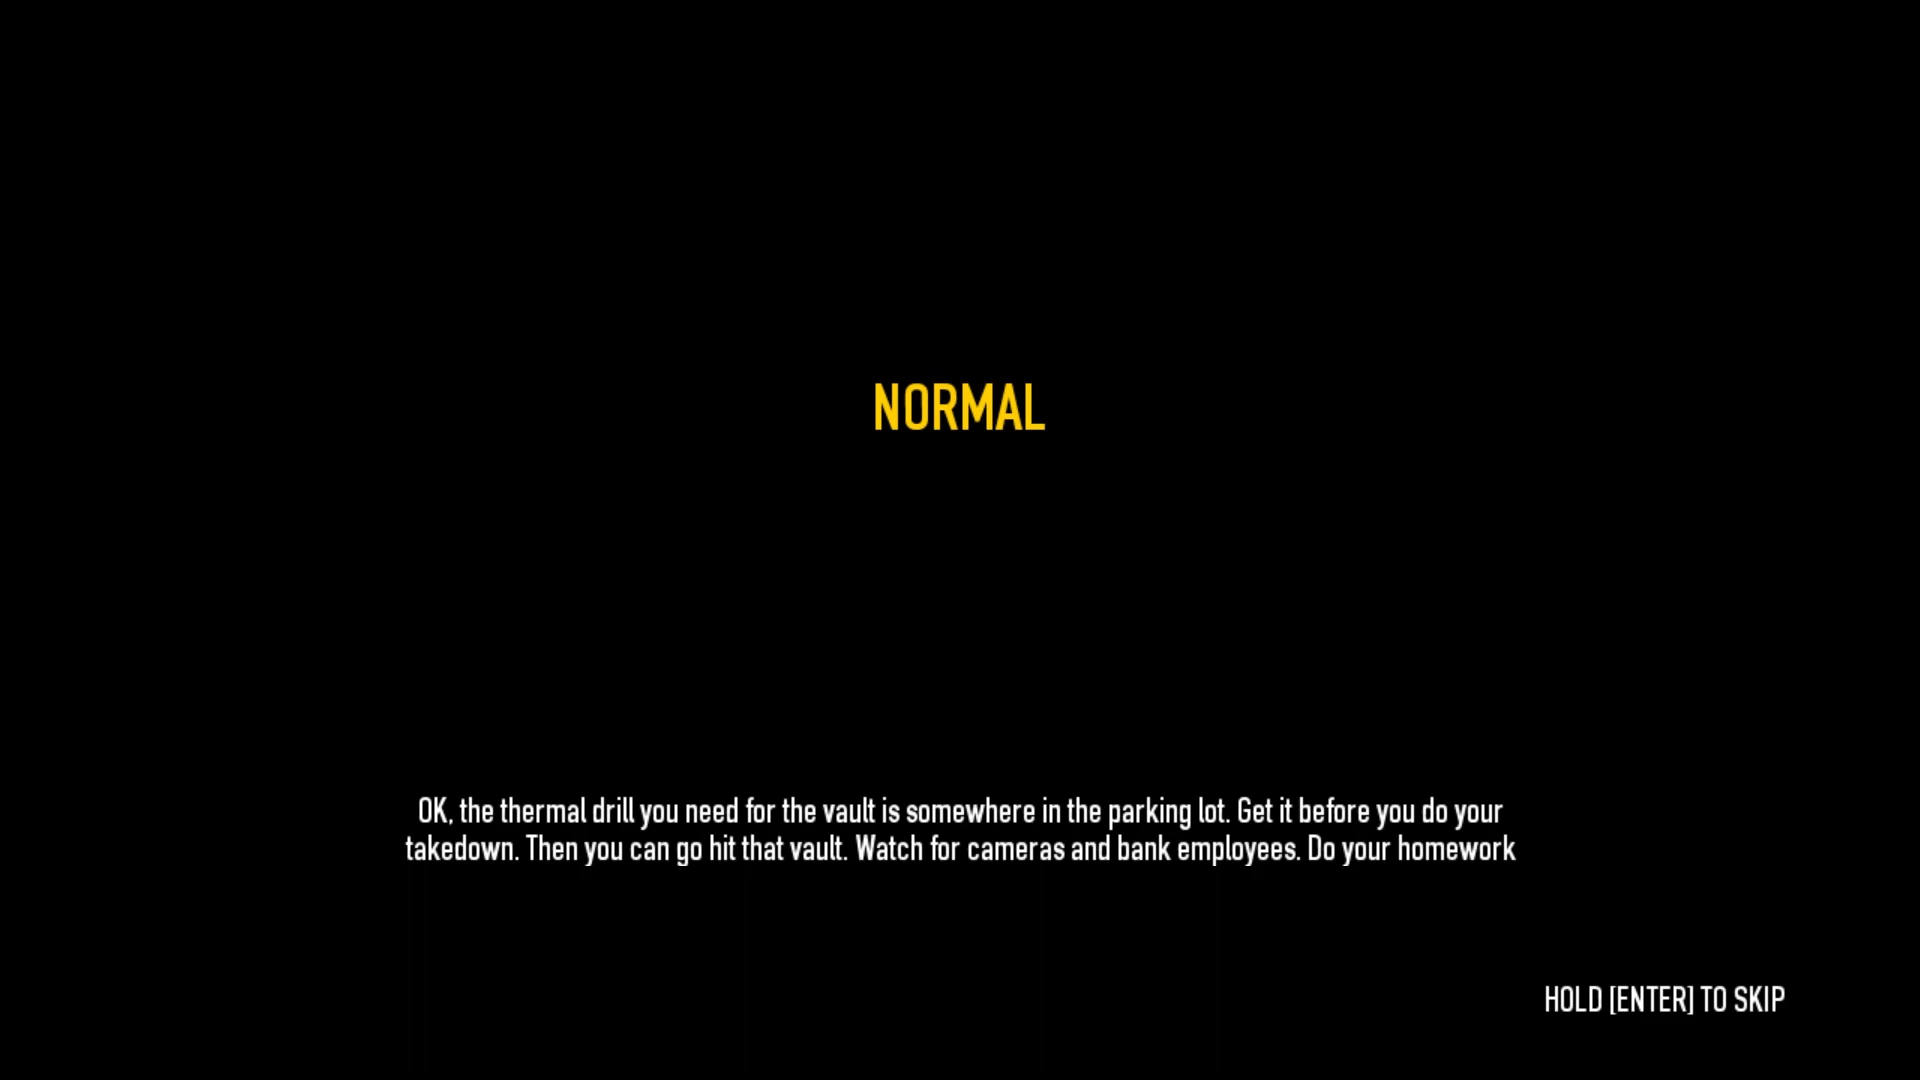 NORMAL
OK, the thermal drill you need for the vault is somewhere in the parking lot. Get it before you do your
takedown. Then you can go hit that vault. Watch for cameras and bank employees. Do your homework
HOLD [ENTER] TO SKIP